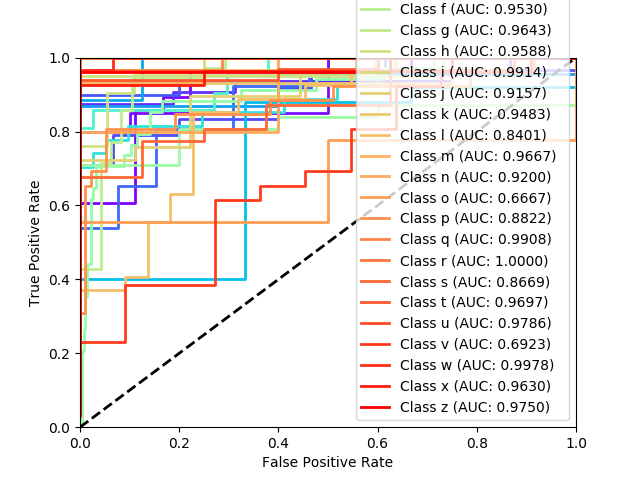 Class f (AUC: 0.9530)
Class g (AUC: 0.9643)
Class h (AUC: 0.9588)
Class i (AUC: 0.9914)
Class j (AUC: 0.9157)
Class k (AUC: 0.9483)
Class l (AUC: 0.8401)
Class m (AUC: 0.9667)
Class n (AUC: 0.9200)
Class o (AUC: 0.6667)
Class p (AUC: 0.8822)
Class q (AUC: 0.9908)
Class r (AUC: 1.0000)
Class s (AUC: 0.8669)
Class t (AUC: 0.9697)
Class u (AUC: 0.9786)
Class v (AUC: 0.6923)
Class w (AUC: 0.9978)
Class x (AUC: 0.9630)
Class z (AUC: 0.9750)
1.0
0.8
0.6
0.4
0.2
0.0
True Positive Rate
0.0 0.2 0.4 0.6 0.8 1.0
False Positive Rate